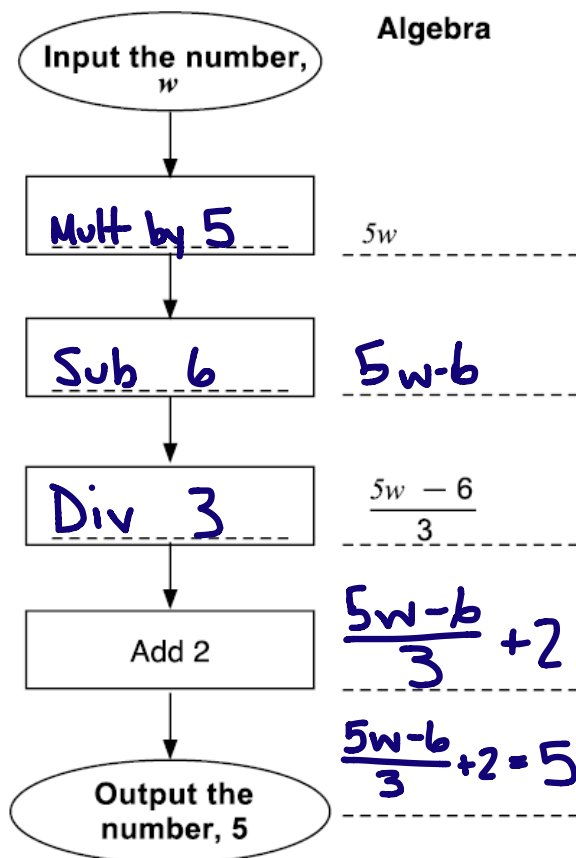 Algebra
Input the number,
w
Mult by 5
5w
Sub 6
5w-6
Div 3
5w − 6
3
Add 2
5w-6
3
+2
5w-6
3
+2=5
Output the
number, 5